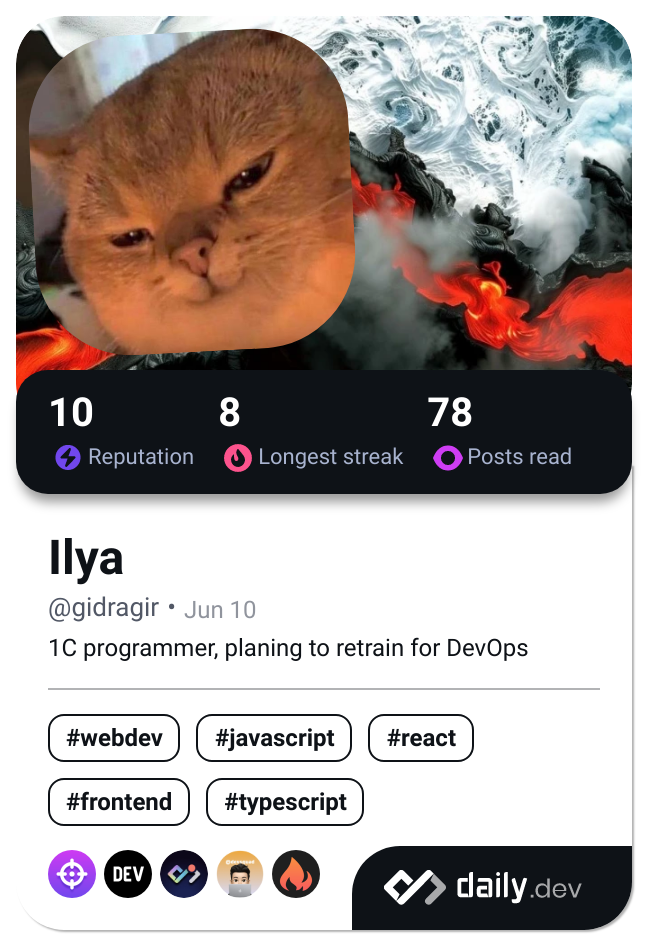 10 8 78
Reputation Longest streak Posts read
Ilya
@gidragir • Jun 10
1C programmer, planing to retrain for DevOps
#webdev #javascript #react
#frontend #typescript
DEV
daily.dev